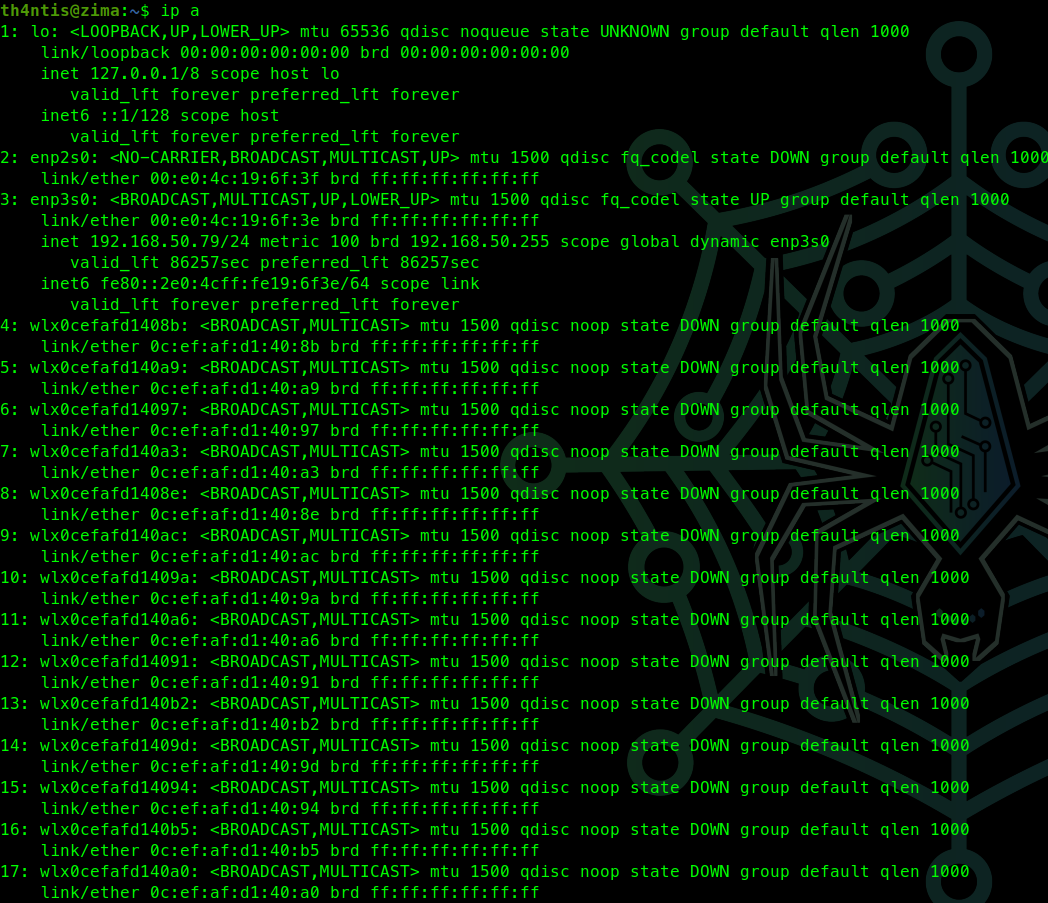 th4ntis@zima:~$ ip a
1: lo: <LOOPBACK,UP,LOWER_UP> mtu 65536 qdisc noqueue state UNKNOWN group default qlen 1000
    link/loopback 00:00:00:00:00:00 brd 00:00:00:00:00:00
    inet 127.0.0.1/8 scope host lo
       valid_lft forever preferred_lft forever
    inet6 ::1/128 scope host
       valid_lft forever preferred_lft forever
2: enp2s0: <NO-CARRIER,BROADCAST,MULTICAST,UP> mtu 1500 qdisc fq_codel state DOWN group default qlen 1000
    link/ether 00:e0:4c:19:6f:3f brd ff:ff:ff:ff:ff:ff
3: enp3s0: <BROADCAST,MULTICAST,UP,LOWER_UP> mtu 1500 qdisc fq_codel state UP group default qlen 1000
    link/ether 00:e0:4c:19:6f:3e brd ff:ff:ff:ff:ff:ff
    inet 192.168.50.79/24 metric 100 brd 192.168.50.255 scope global dynamic enp3s0
       valid_lft 86257sec preferred_lft 86257sec
    inet6 fe80::2e0:4cff:fe19:6f3e/64 scope link
       valid_lft forever preferred_lft forever
4: wlx0cefafd1408b: <BROADCAST,MULTICAST> mtu 1500 qdisc noop state DOWN group default qlen 1000
    link/ether 0c:ef:af:d1:40:8b brd ff:ff:ff:ff:ff:ff
5: wlx0cefafd140a9: <BROADCAST,MULTICAST> mtu 1500 qdisc noop state DOWN group default qlen 1000
    link/ether 0c:ef:af:d1:40:a9 brd ff:ff:ff:ff:ff:ff
6: wlx0cefafd14097: <BROADCAST,MULTICAST> mtu 1500 qdisc noop state DOWN group default qlen 1000
    link/ether 0c:ef:af:d1:40:97 brd ff:ff:ff:ff:ff:ff
7: wlx0cefafd140a3: <BROADCAST,MULTICAST> mtu 1500 qdisc noop state DOWN group default qlen 1000
    link/ether 0c:ef:af:d1:40:a3 brd ff:ff:ff:ff:ff:ff
8: wlx0cefafd1408e: <BROADCAST,MULTICAST> mtu 1500 qdisc noop state DOWN group default qlen 1000
    link/ether 0c:ef:af:d1:40:8e brd ff:ff:ff:ff:ff:ff
9: wlx0cefafd140ac: <BROADCAST,MULTICAST> mtu 1500 qdisc noop state DOWN group default qlen 1000
    link/ether 0c:ef:af:d1:40:ac brd ff:ff:ff:ff:ff:ff
10: wlx0cefafd1409a: <BROADCAST,MULTICAST> mtu 1500 qdisc noop state DOWN group default qlen 1000
    link/ether 0c:ef:af:d1:40:9a brd ff:ff:ff:ff:ff:ff
11: wlx0cefafd140a6: <BROADCAST,MULTICAST> mtu 1500 qdisc noop state DOWN group default qlen 1000
    link/ether 0c:ef:af:d1:40:a6 brd ff:ff:ff:ff:ff:ff
12: wlx0cefafd14091: <BROADCAST,MULTICAST> mtu 1500 qdisc noop state DOWN group default qlen 1000
    link/ether 0c:ef:af:d1:40:91 brd ff:ff:ff:ff:ff:ff
13: wlx0cefafd140b2: <BROADCAST,MULTICAST> mtu 1500 qdisc noop state DOWN group default qlen 1000
    link/ether 0c:ef:af:d1:40:b2 brd ff:ff:ff:ff:ff:ff
14: wlx0cefafd1409d: <BROADCAST,MULTICAST> mtu 1500 qdisc noop state DOWN group default qlen 1000
    link/ether 0c:ef:af:d1:40:9d brd ff:ff:ff:ff:ff:ff
15: wlx0cefafd14094: <BROADCAST,MULTICAST> mtu 1500 qdisc noop state DOWN group default qlen 1000
    link/ether 0c:ef:af:d1:40:94 brd ff:ff:ff:ff:ff:ff
16: wlx0cefafd140b5: <BROADCAST,MULTICAST> mtu 1500 qdisc noop state DOWN group default qlen 1000
    link/ether 0c:ef:af:d1:40:b5 brd ff:ff:ff:ff:ff:ff
17: wlx0cefafd140a0: <BROADCAST,MULTICAST> mtu 1500 qdisc noop state DOWN group default qlen 1000
    link/ether 0c:ef:af:d1:40:a0 brd ff:ff:ff:ff:ff:ff